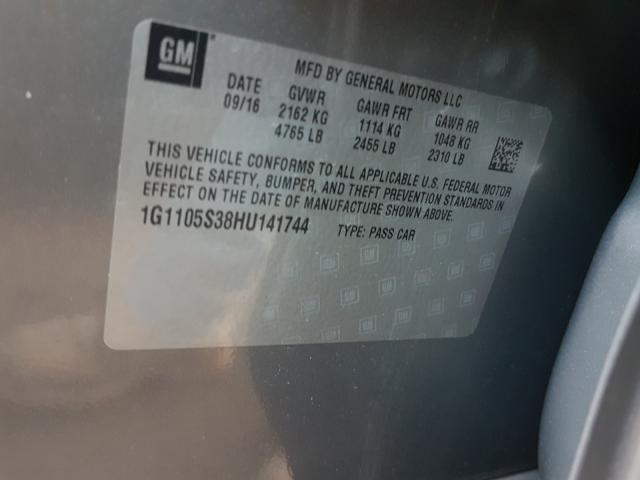 GM
MFD BY GENERAL MOTORS LLC
DATE GVWR GAWR FRT GAWR RR
09/16 2162 KG 1114 KG 1048 KG
4765 LB 2455 LB 2310 LB
THIS VEHICLE CONFORMS TO ALL APPLICABLE U.S. FEDERAL MOTOR
VEHICLE SAFETY, BUMPER, AND THEFT PREVENTION STANDARDS IN
EFFECT ON THE DATE OF MANUFACTURE SHOWN ABOVE.
1G1105S38HU141744 TYPE: PASS CAR